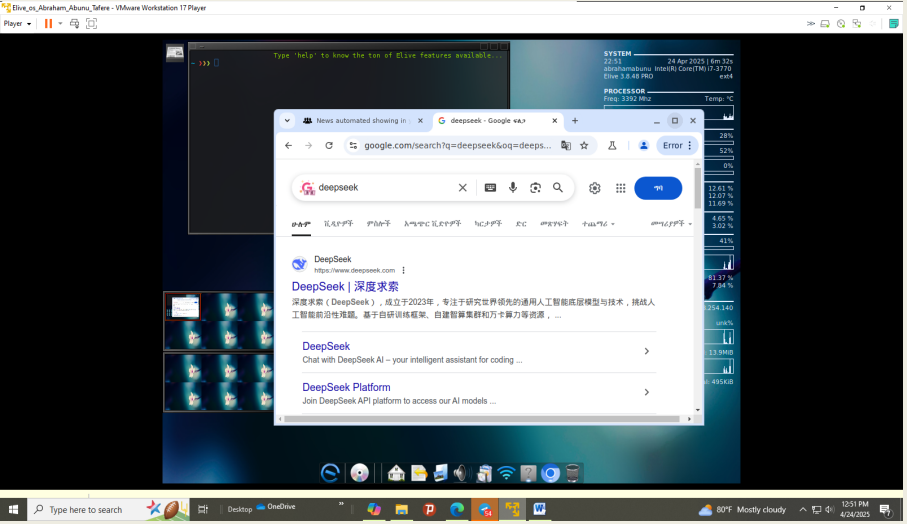 Elive_os_Abraham_Abunu_Tafere - VMware Workstation 17 Player
Player
Type 'help' to know the ton of Elive features available...
~ ❯❯❯
SYSTEM
22:51 24 Apr 2025 | 6m 32s
abrahamabunu Intel(R) Core(TM) i7-3770
Elive 3.8.48 PRO ext4
PROCESSOR
Freq: 3392 Mhz Temp: °C
28%
52%
0%
12.61 %
12.07 %
11.69 %
4.65 %
3.02 %
41%
81.37 %
7.84 %
.254.140
unk%
13.9MiB
495KiB
News automated showing in
deepseek - Google ፍለጋ
google.com/search?q=deepseek&oq=deeps...
Error
deepseek
ግባ
ሁሉም ቪዲዮዎች ምስሎች አጫጭር ቪድዮዎች ካርታዎች ድር መጽሃፍት ተጨማሪ መሣሪያዎች
DeepSeek
https://www.deepseek.com
DeepSeek | 深度求索
深度求索（DeepSeek），成立于2023年，专注于研究世界领先的通用人工智能底层模型与技术，挑战人
工智能前沿性难题。基于自研训练框架、自建智算集群和万卡算力等资源， ...
DeepSeek
Chat with DeepSeek AI – your intelligent assistant for coding ...
DeepSeek Platform
Join DeepSeek API platform to access our AI models ...
Type here to search
Desktop
OneDrive
80°F Mostly cloudy
12:51 PM
4/24/2025